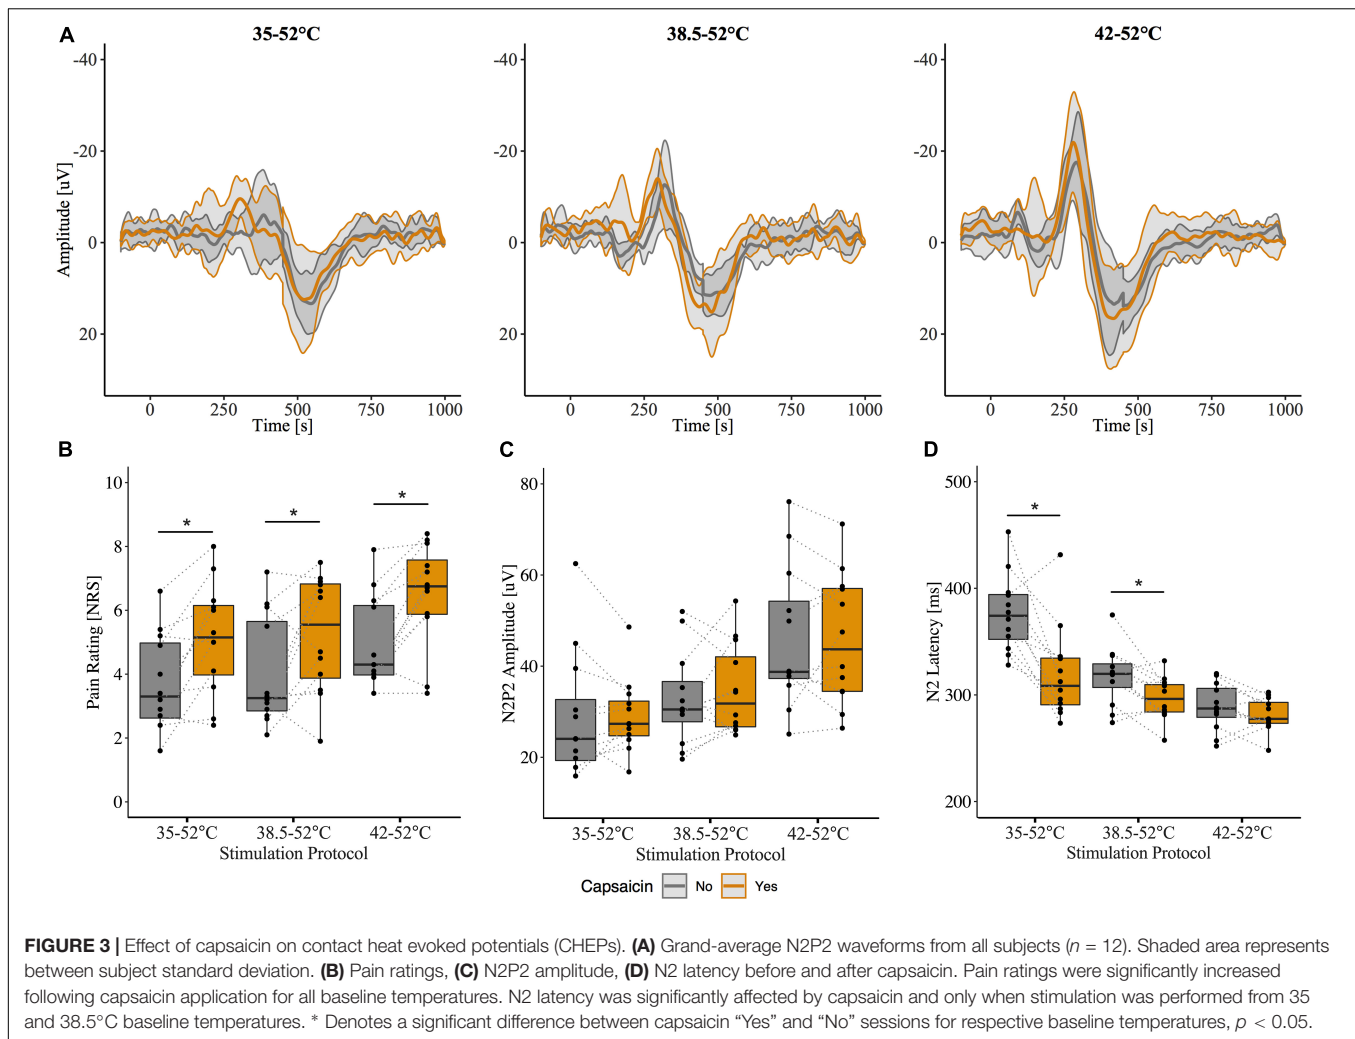 A
35-52°C
38.5-52°C
42-52°C
Amplitude [uV]
-40
-20
0
20
-40
-20
0
20
-40
-20
0
20
0 250 500 750 1000
0 250 500 750 1000
0 250 500 750 1000
Time [s]
Time [s]
Time [s]
B
Pain Rating [NRS]
10
8
6
4
2
0
*
*
*
35-52°C 38.5-52°C 42-52°C
Stimulation Protocol
C
N2P2 Amplitude [uV]
80
60
40
20
35-52°C 38.5-52°C 42-52°C
Stimulation Protocol
D
N2 Latency [ms]
500
400
300
200
*
*
35-52°C 38.5-52°C 42-52°C
Stimulation Protocol
Capsaicin No Yes
FIGURE 3 | Effect of capsaicin on contact heat evoked potentials (CHEPs). (A) Grand-average N2P2 waveforms from all subjects (n = 12). Shaded area represents
between subject standard deviation. (B) Pain ratings, (C) N2P2 amplitude, (D) N2 latency before and after capsaicin. Pain ratings were significantly increased
following capsaicin application for all baseline temperatures. N2 latency was significantly affected by capsaicin and only when stimulation was performed from 35
and 38.5°C baseline temperatures. * Denotes a significant difference between capsaicin “Yes” and “No” sessions for respective baseline temperatures, p < 0.05.